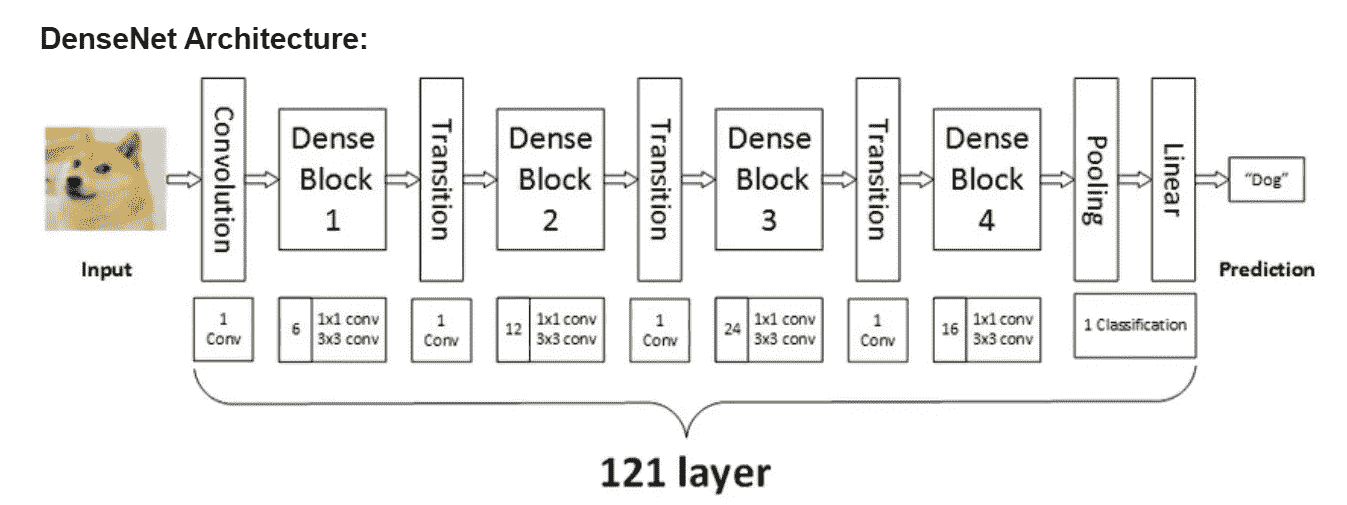 DenseNet Architecture:
Convolution
Dense
Block
1
Transition
Dense
Block
2
Transition
Dense
Block
3
Transition
Dense
Block
4
Pooling
Linear
“Dog”
Input
Prediction
1
Conv
6
1x1 conv
3x3 conv
1
Conv
12
1x1 conv
3x3 conv
1
Conv
24
1x1 conv
3x3 conv
1
Conv
16
1x1 conv
3x3 conv
1 Classification
121 layer